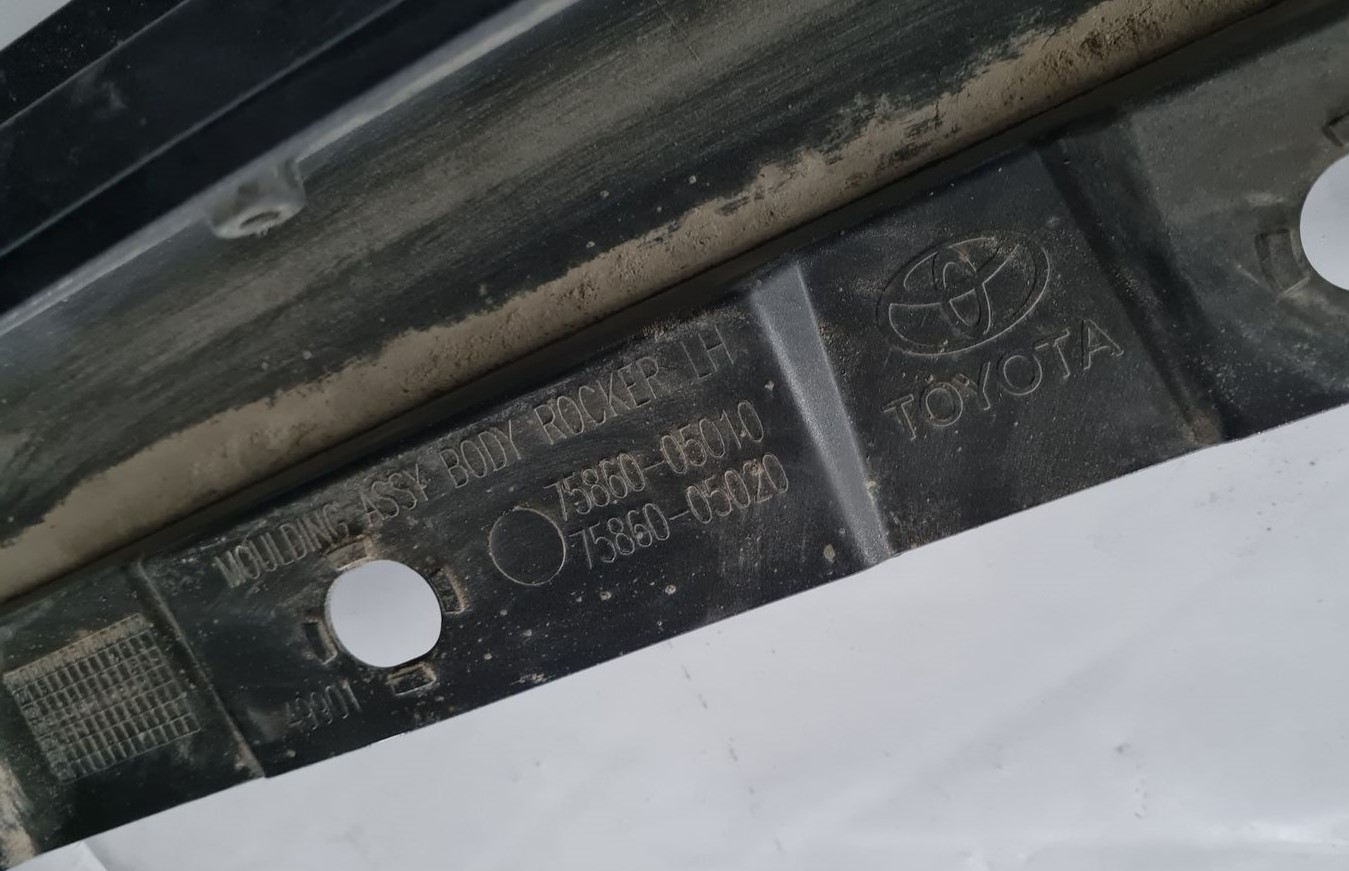 MOULDING ASSY BODY ROCKER LH
75860-05010
75860-05020
TOYOTA